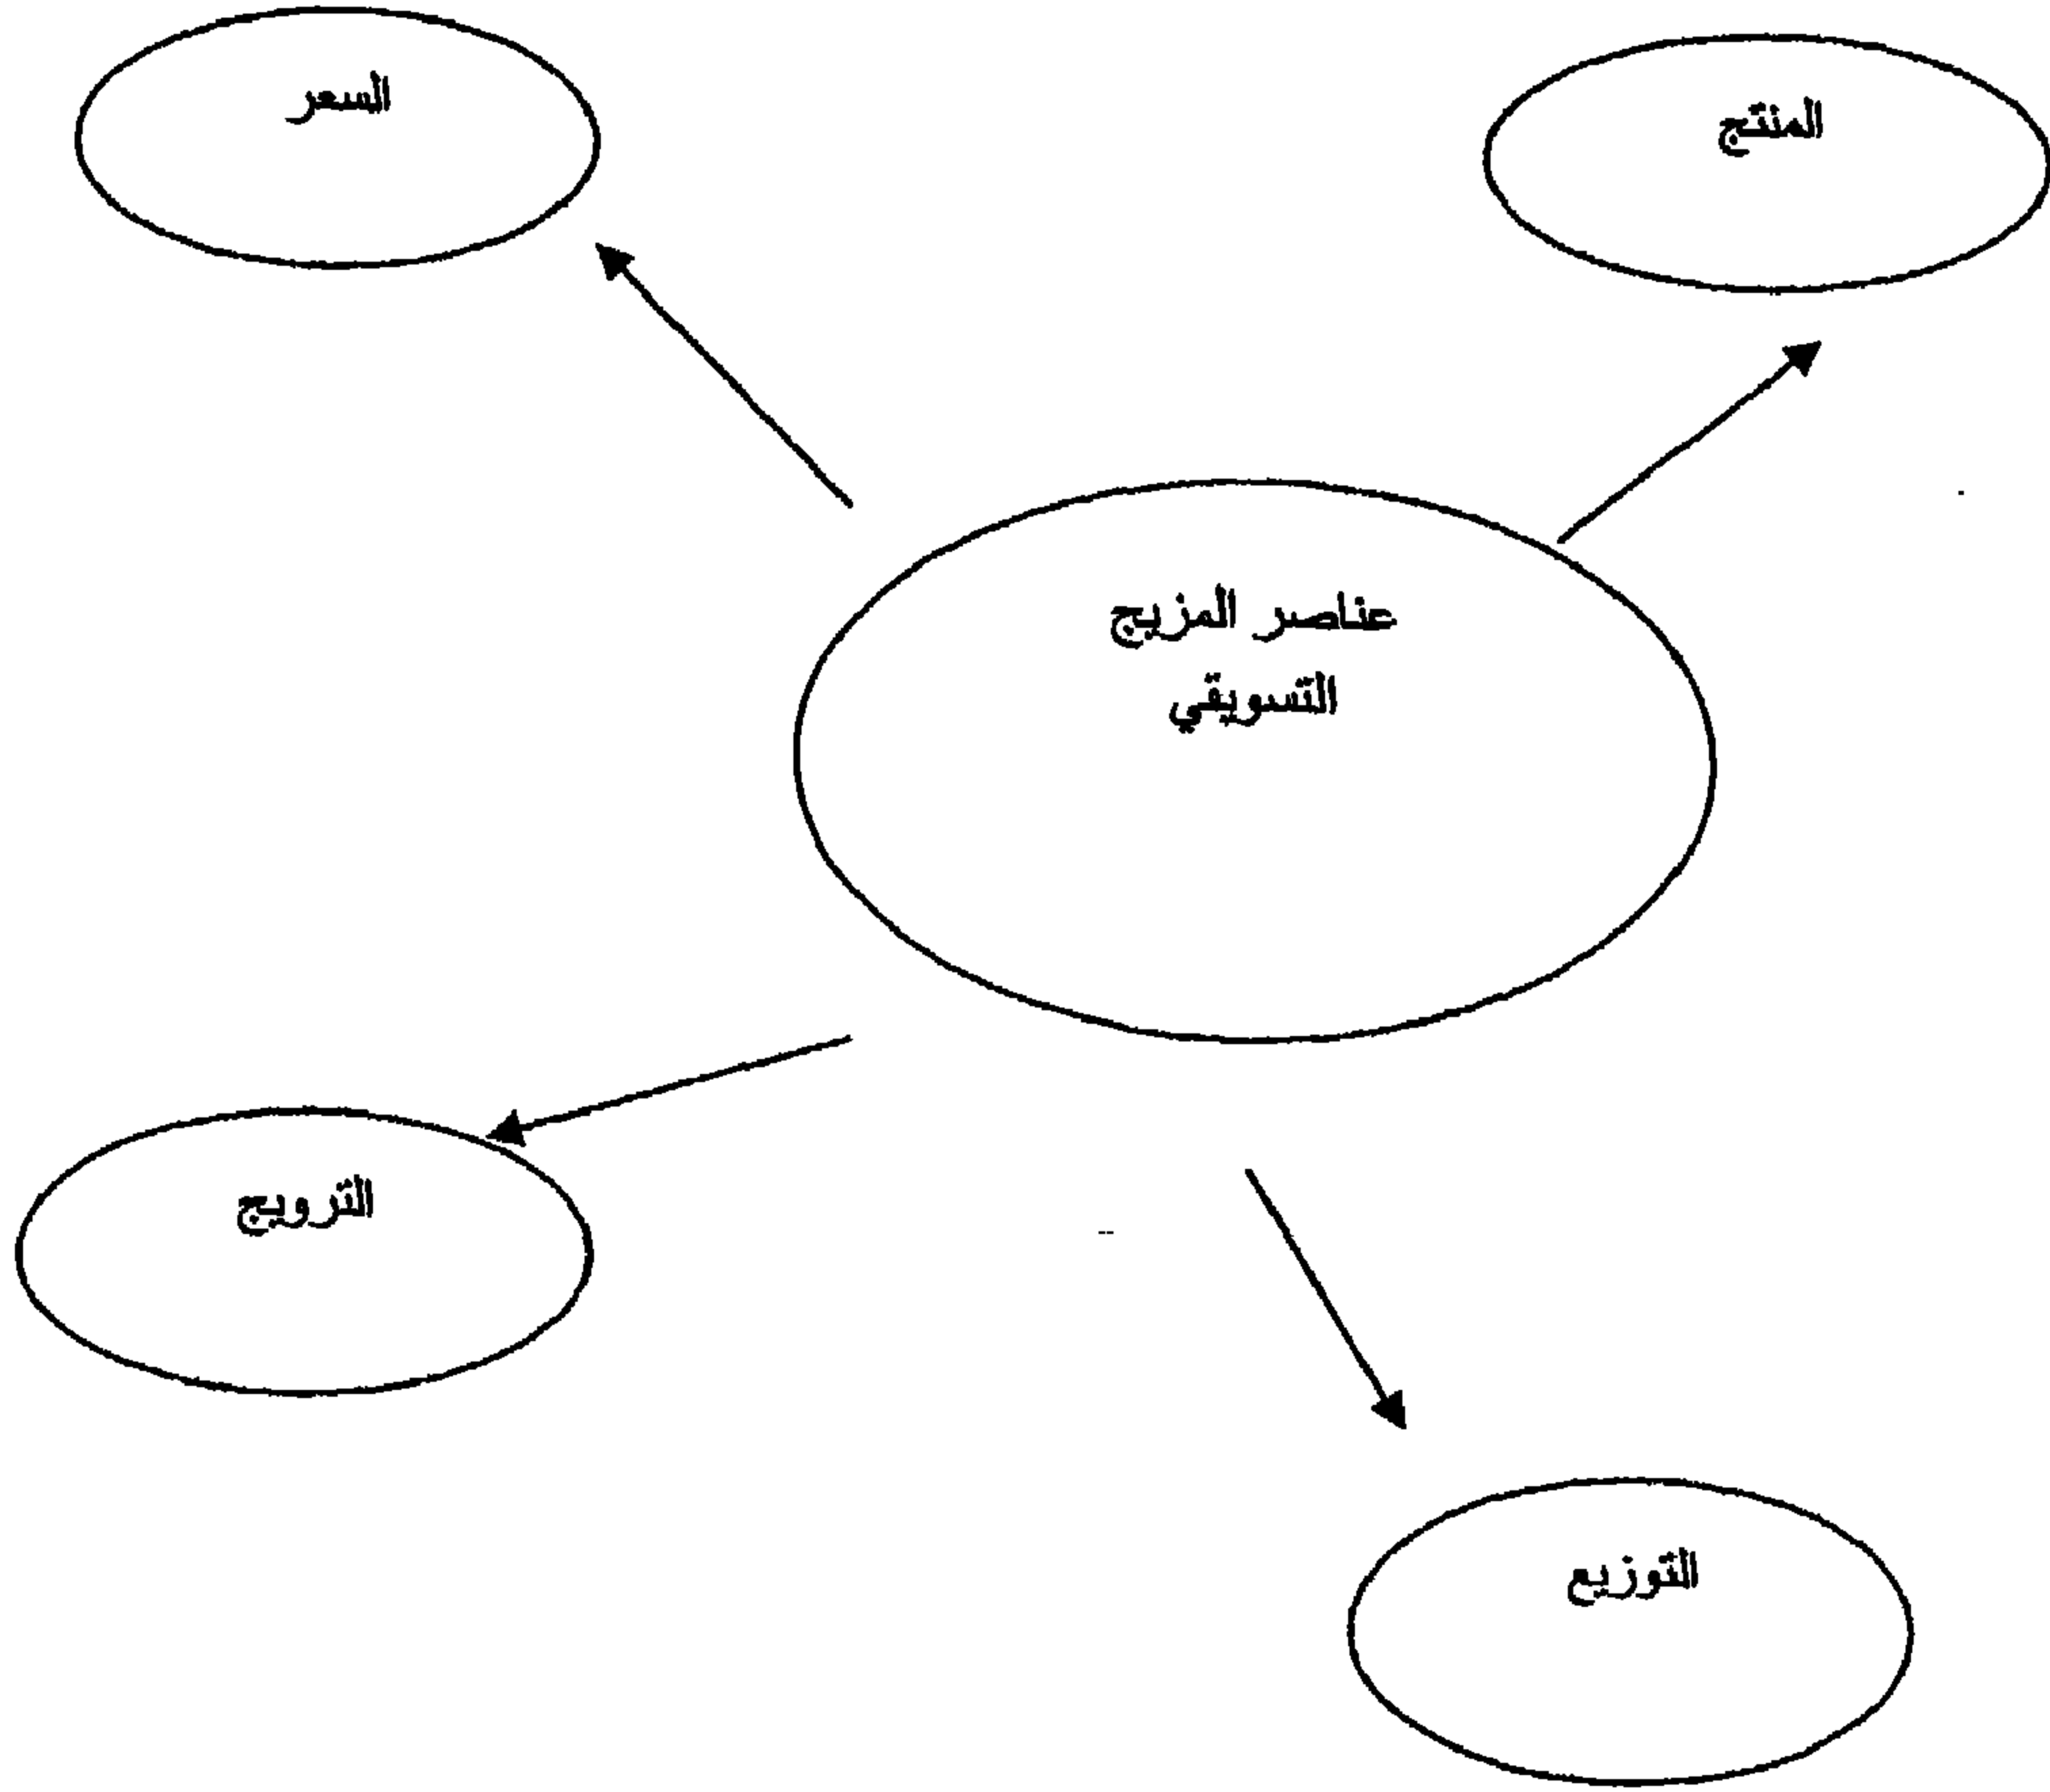 المنتج
السعر
عناصر المزيج
التسويقي
الترويج
التوزيع